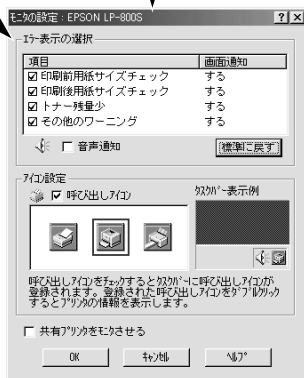 モニタの設定:EPSON LP-800S
エラー表示の選択
項目 画面通知
印刷前用紙サイズチェック する
印刷後用紙サイズチェック する
トナー残量少 する
その他のワーニング する
音声通知 標準に戻す
アイコン設定
呼び出しアイコン タスクバー表示例
呼び出しアイコンをチェックするとタスクバーに呼び出しアイコンが
登録されます。登録された呼び出しアイコンをダブルクリック
するとプリンタの情報を表示します。
共有プリンタをモニタさせる
OK キャンセル ヘルプ